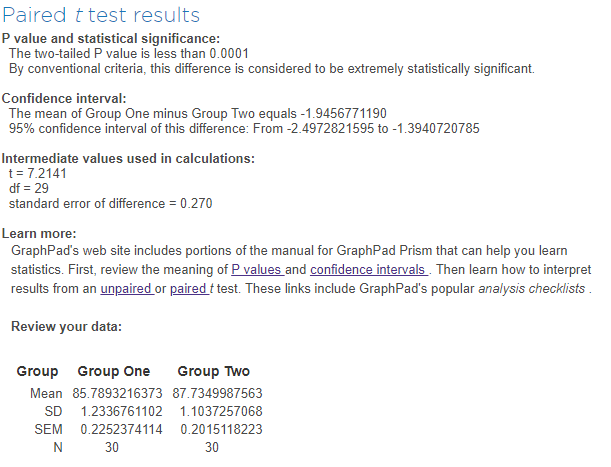 Paired t test results
P value and statistical significance:
The two-tailed P value is less than 0.0001
By conventional criteria, this difference is considered to be extremely statistically significant.
Confidence interval:
The mean of Group One minus Group Two equals -1.9456771190
95% confidence interval of this difference: From -2.4972821595 to -1.3940720785
Intermediate values used in calculations:
t = 7.2141
df = 29
standard error of difference = 0.270
Learn more:
GraphPad's web site includes portions of the manual for GraphPad Prism that can help you learn
statistics. First, review the meaning of P values and confidence intervals . Then learn how to interpret
results from an unpaired or paired t test. These links include GraphPad's popular analysis checklists .
Review your data:
Group Group One Group Two
Mean 85.7893216373 87.7349987563
SD 1.2336761102 1.1037257068
SEM 0.2252374114 0.2015118223
N 30 30